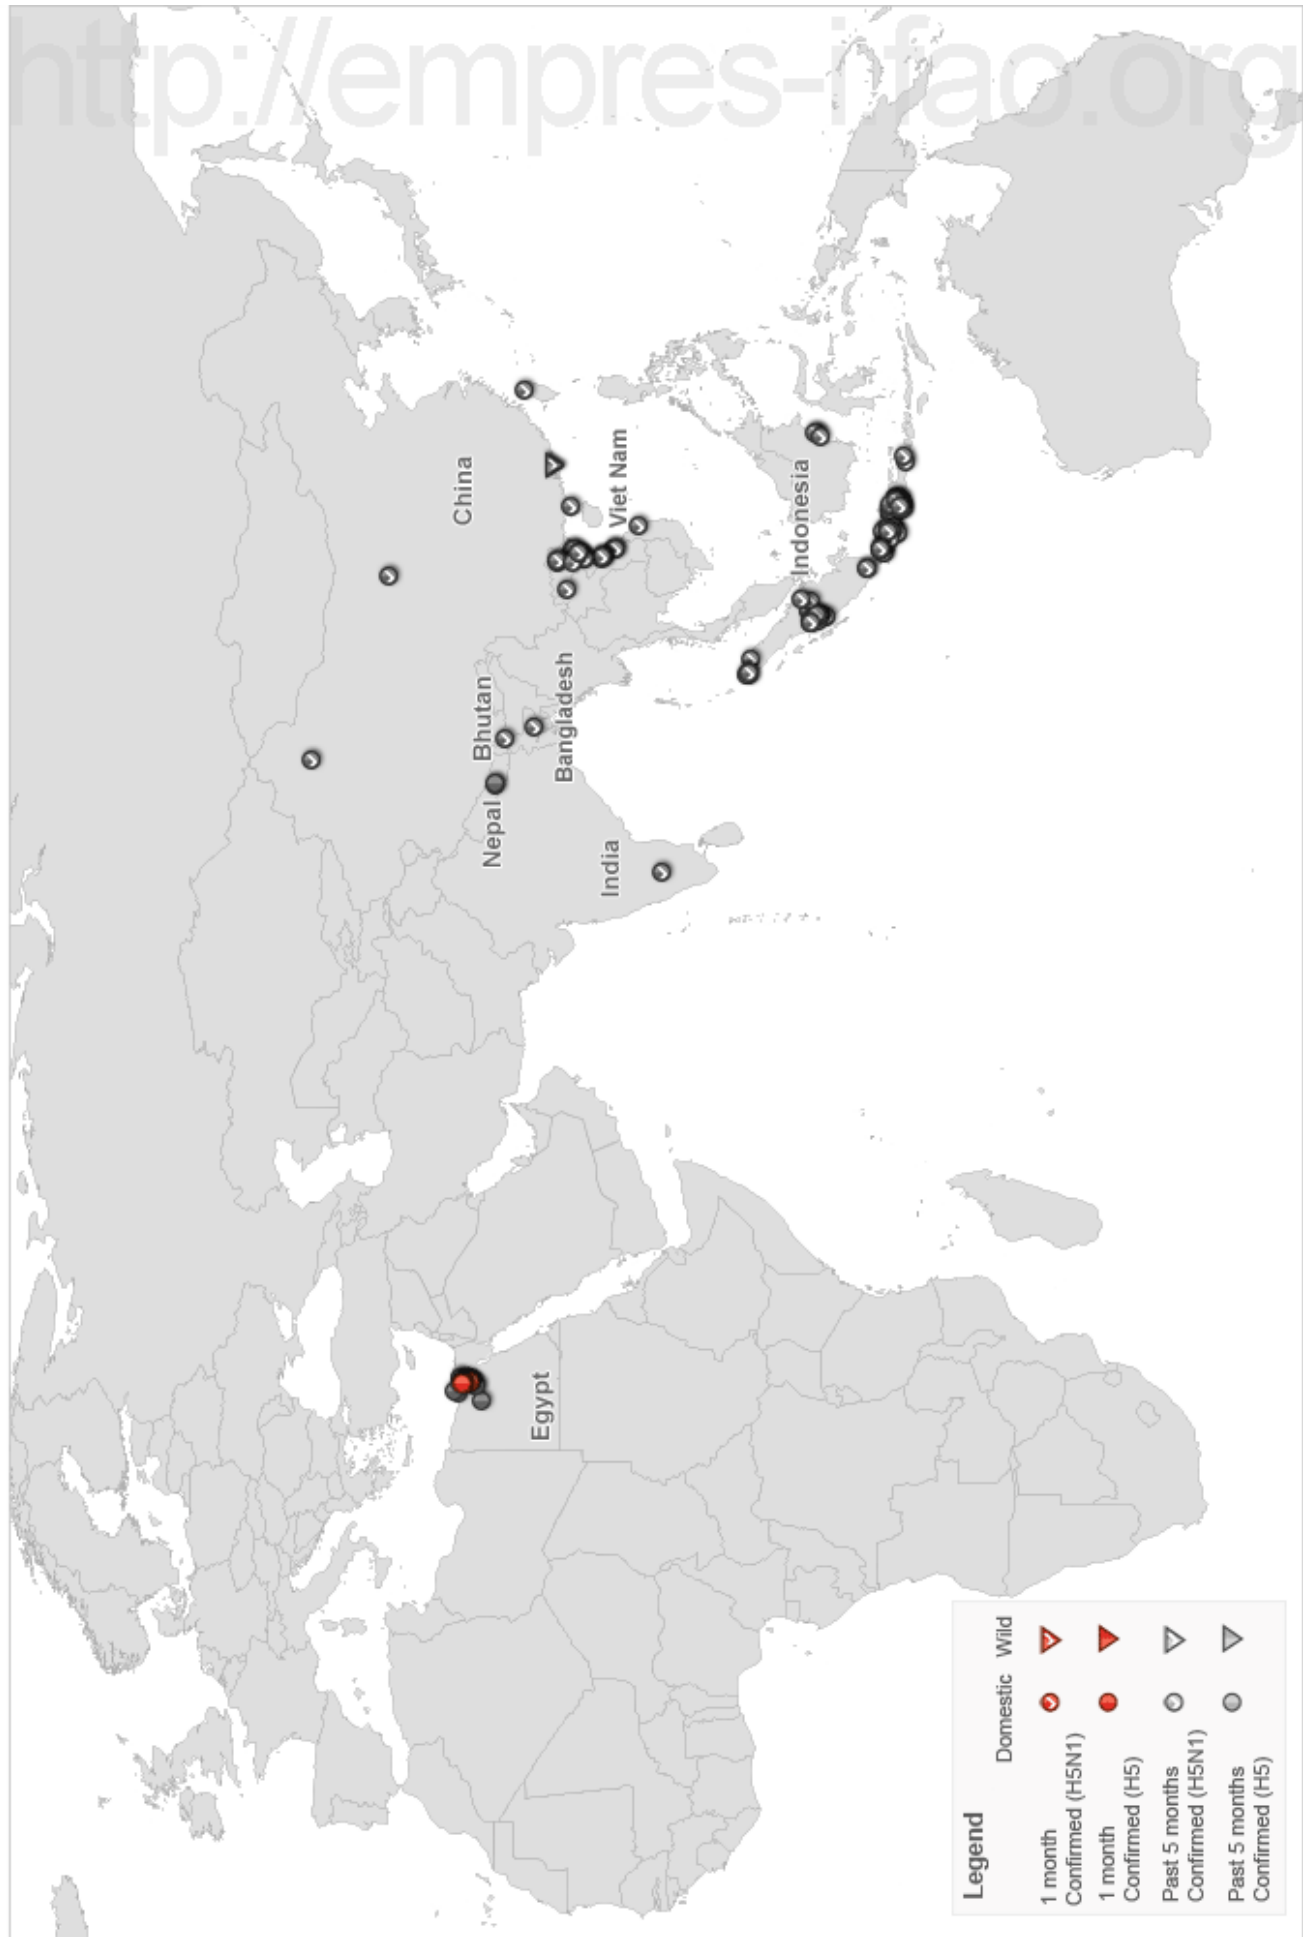 http://empres-i.fao.org
China
Viet Nam
Bhutan
Bangladesh
Nepal
India
Indonesia
Egypt
Legend
Domestic Wild
1 month
Confirmed (H5N1)
1 month
Confirmed (H5)
Past 5 months
Confirmed (H5N1)
Past 5 months
Confirmed (H5)